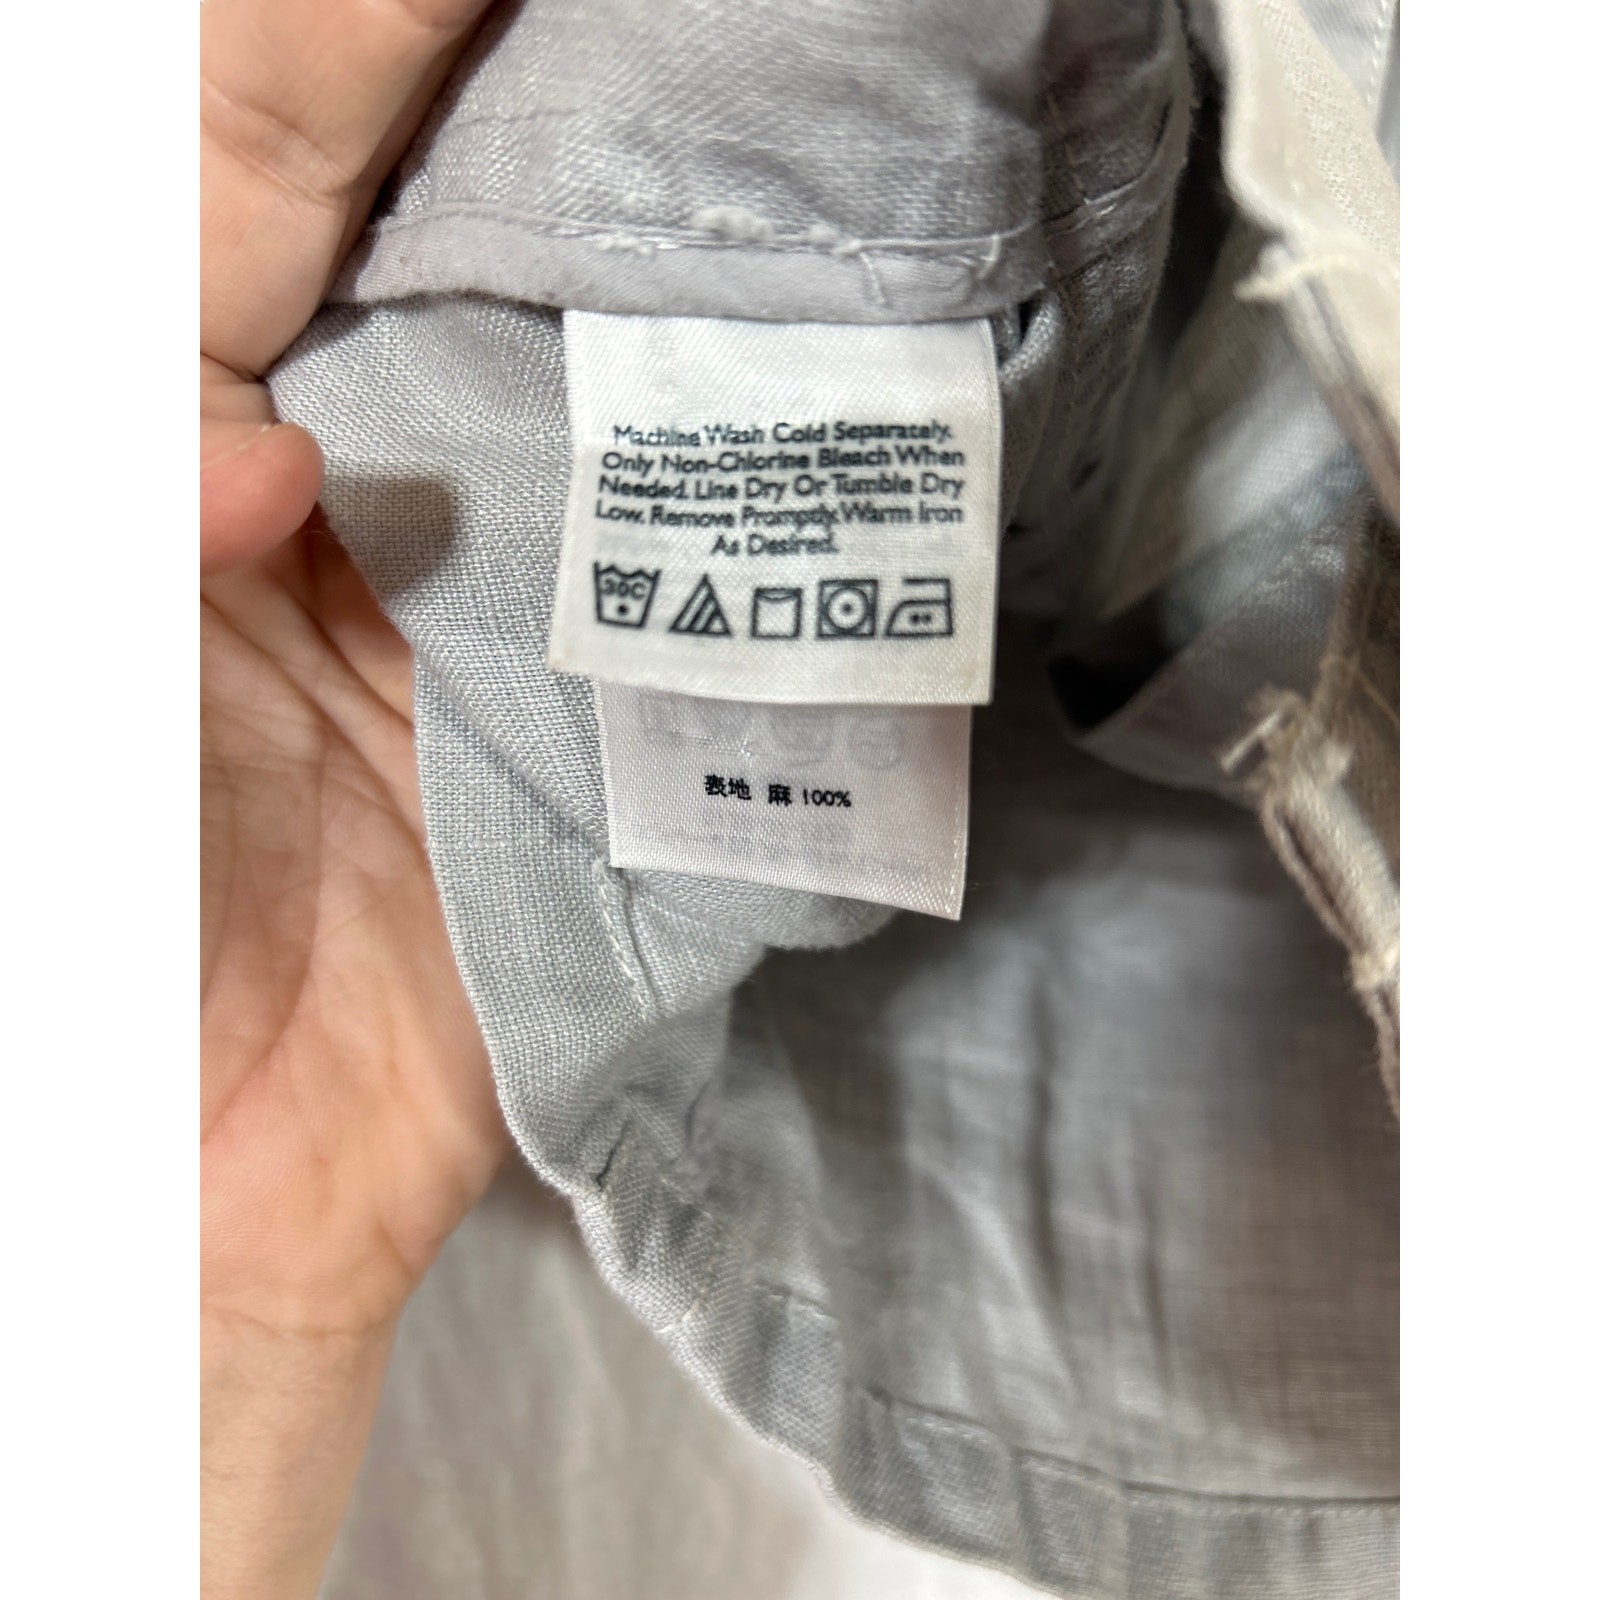 Machine Wash Cold Separately.
Only Non-Chlorine Bleach When
Needed. Line Dry Or Tumble Dry
Low. Remove Promptly. Warm Iron
As Desired.
30C
表地 麻 100%